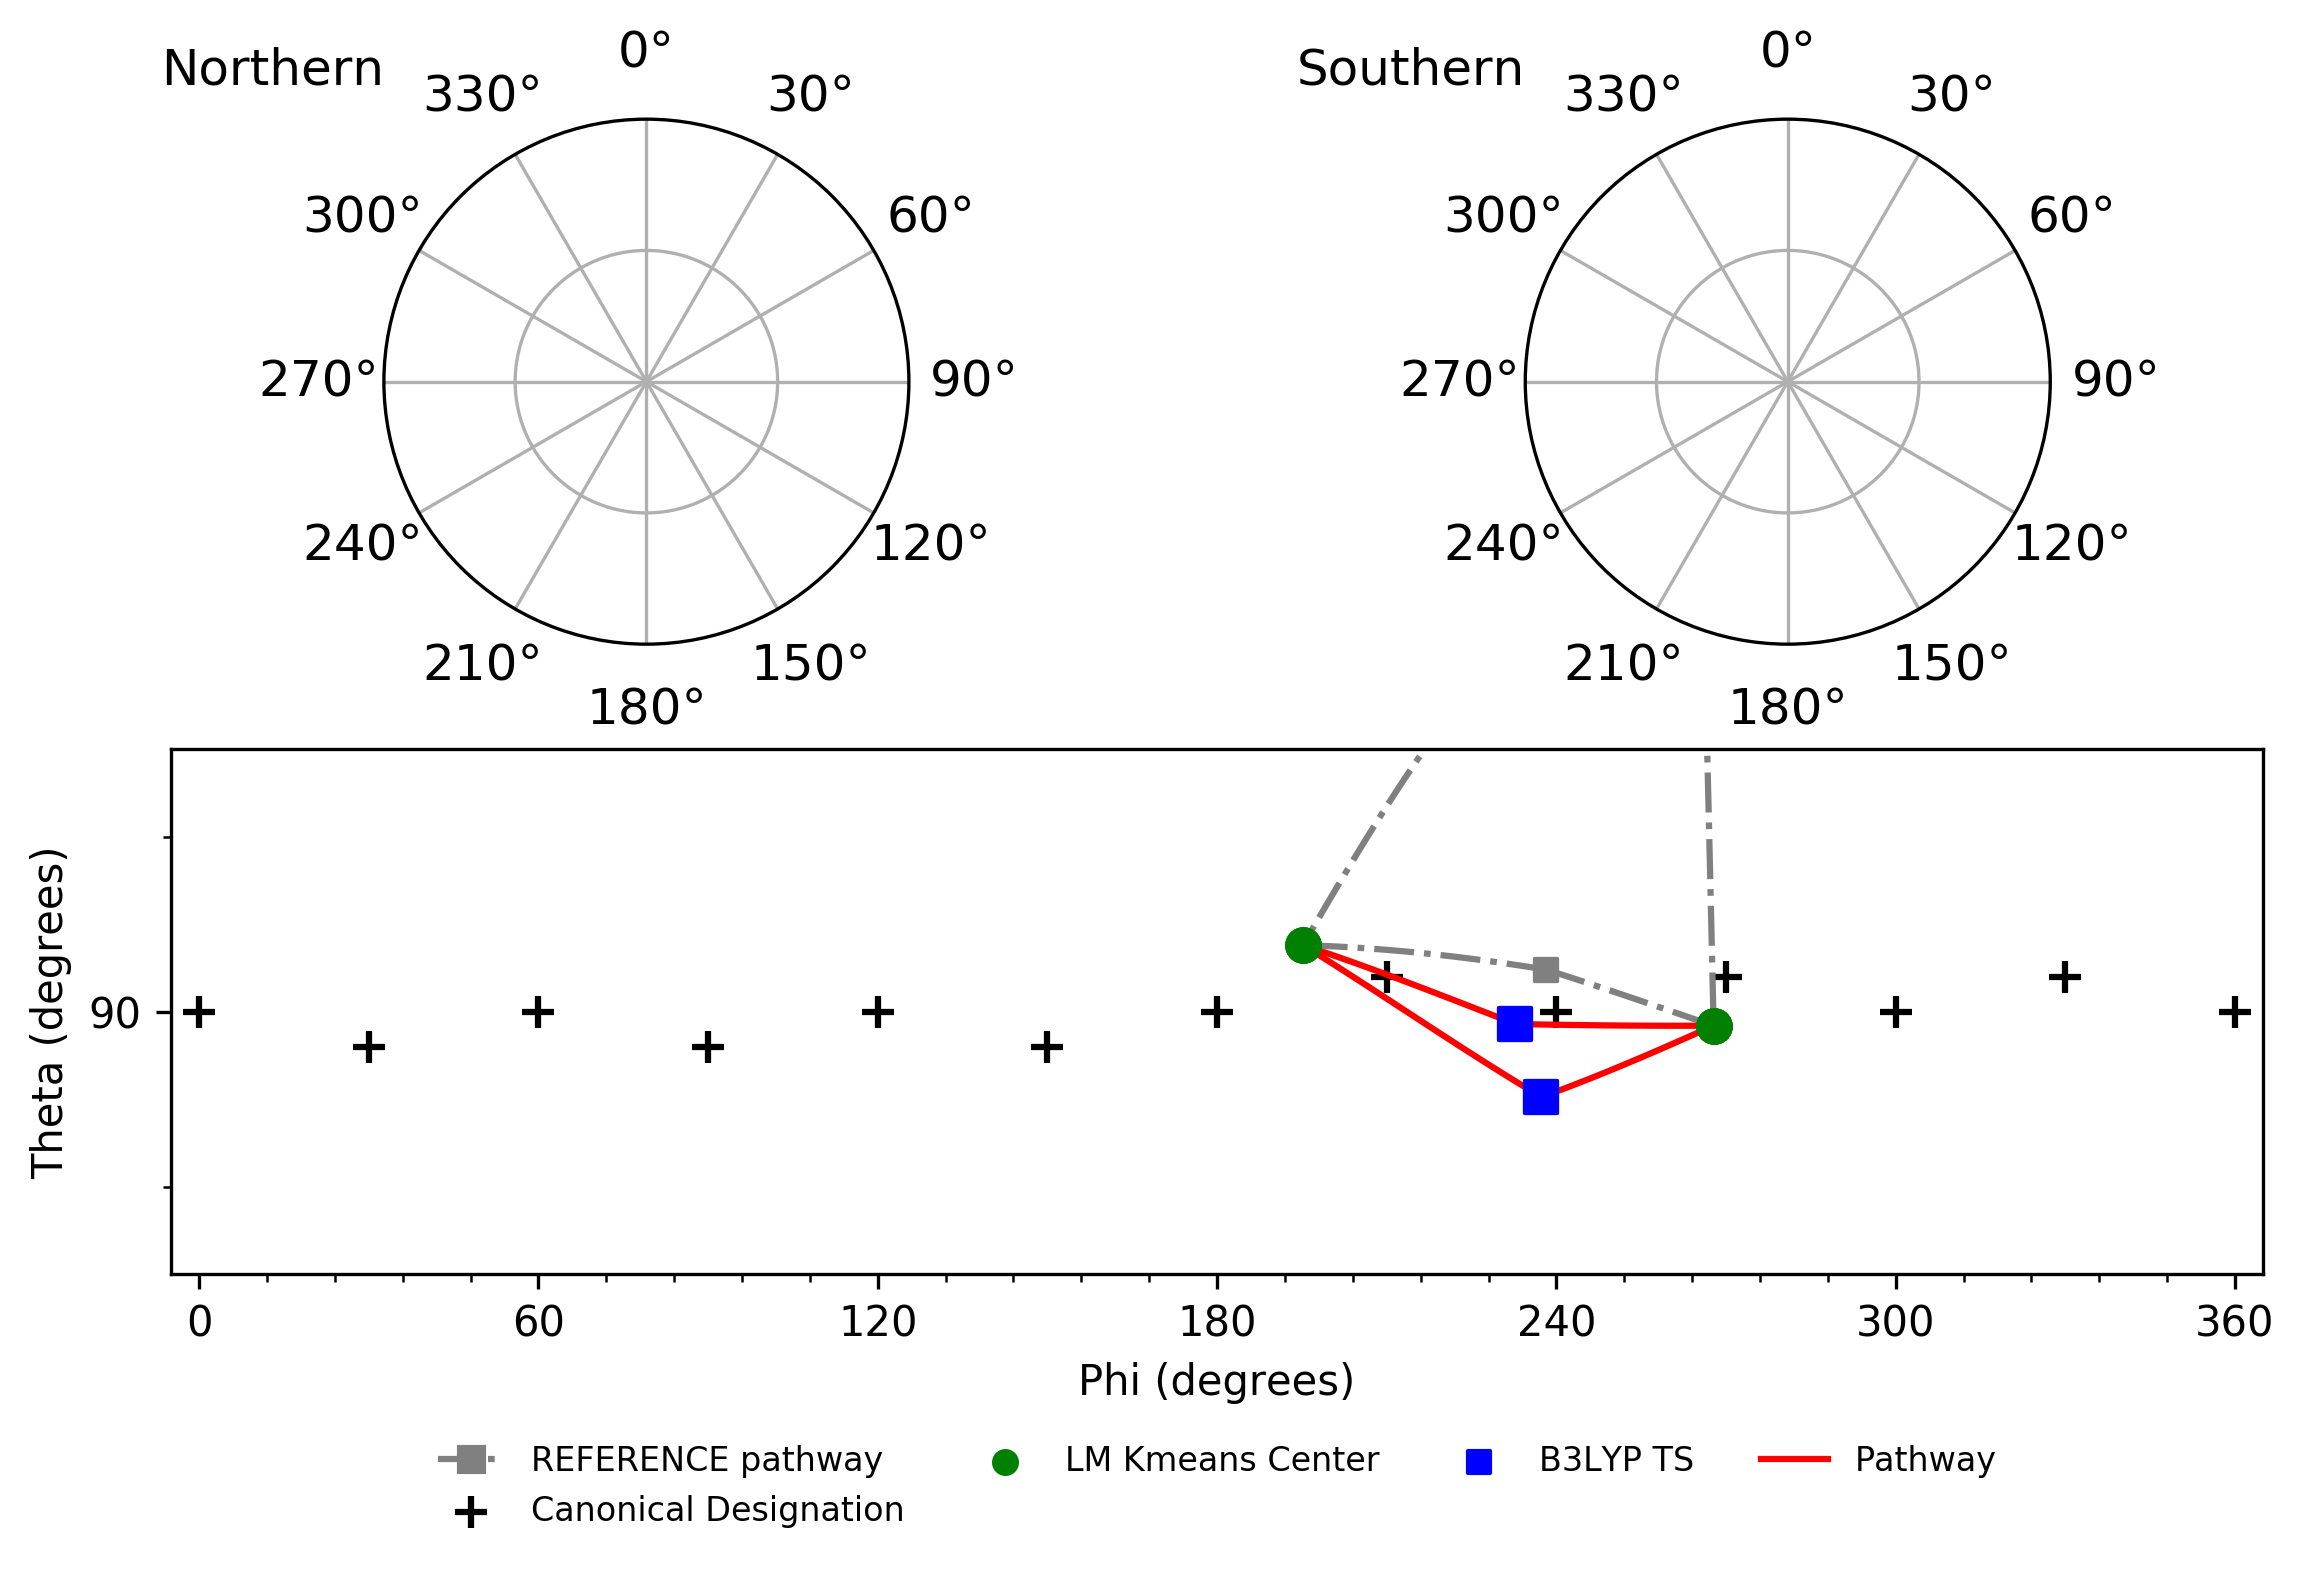 Northern
0°
30°
60°
90°
120°
150°
180°
210°
240°
270°
300°
330°
Southern
0°
30°
60°
90°
120°
150°
180°
210°
240°
270°
300°
330°
Theta (degrees)
90
0 60 120 180 240 300 360
Phi (degrees)
REFERENCE pathway
Canonical Designation
LM Kmeans Center
B3LYP TS
Pathway